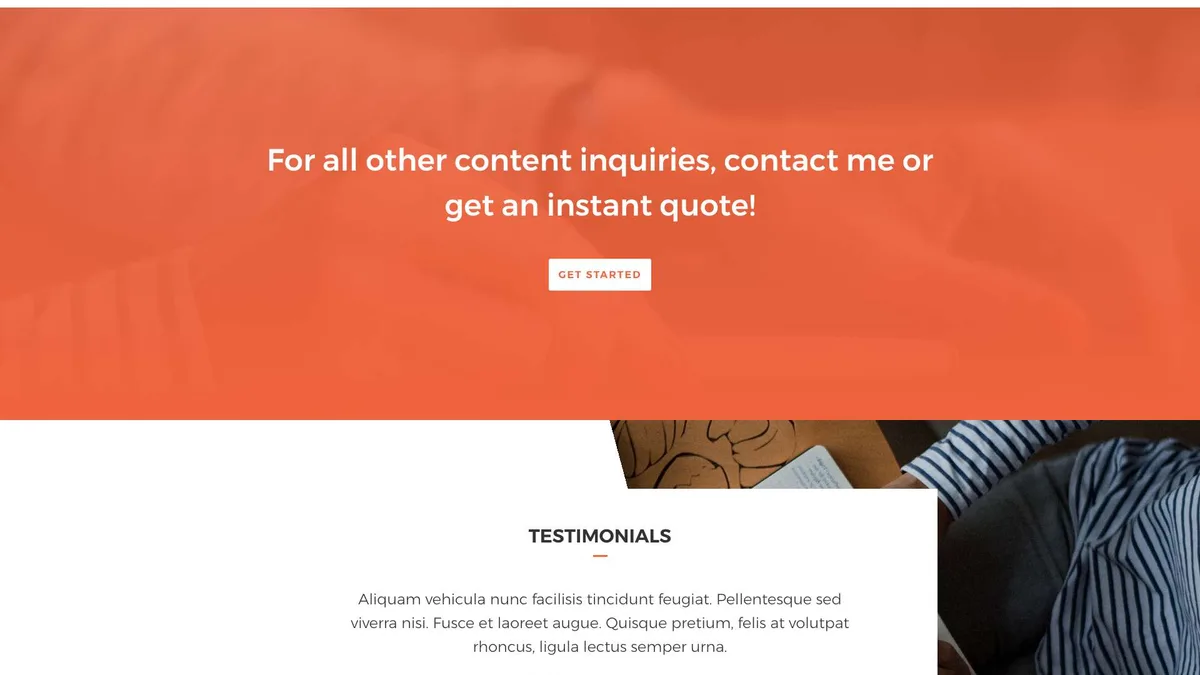 For all other content inquiries, contact me or
get an instant quote!
GET STARTED
TESTIMONIALS
Aliquam vehicula nunc facilisis tincidunt feugiat. Pellentesque sed
viverra nisi. Fusce et laoreet augue. Quisque pretium, felis at volutpat
rhoncus, ligula lectus semper urna.